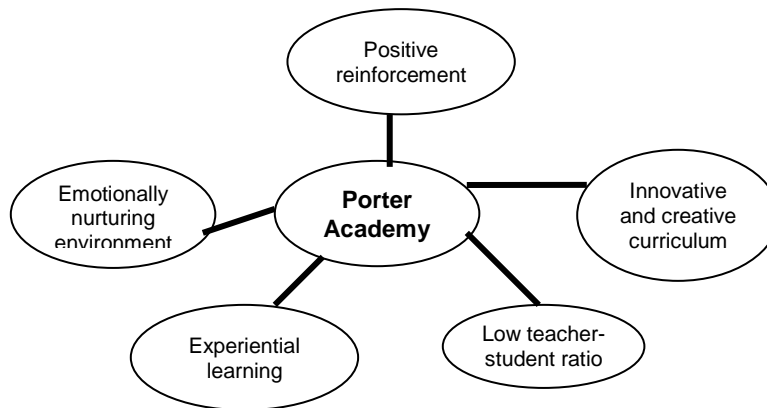 Positive
reinforcement
Emotionally
nurturing
environment
Porter
Academy
Innovative
and creative
curriculum
Experiential
learning
Low teacher-
student ratio